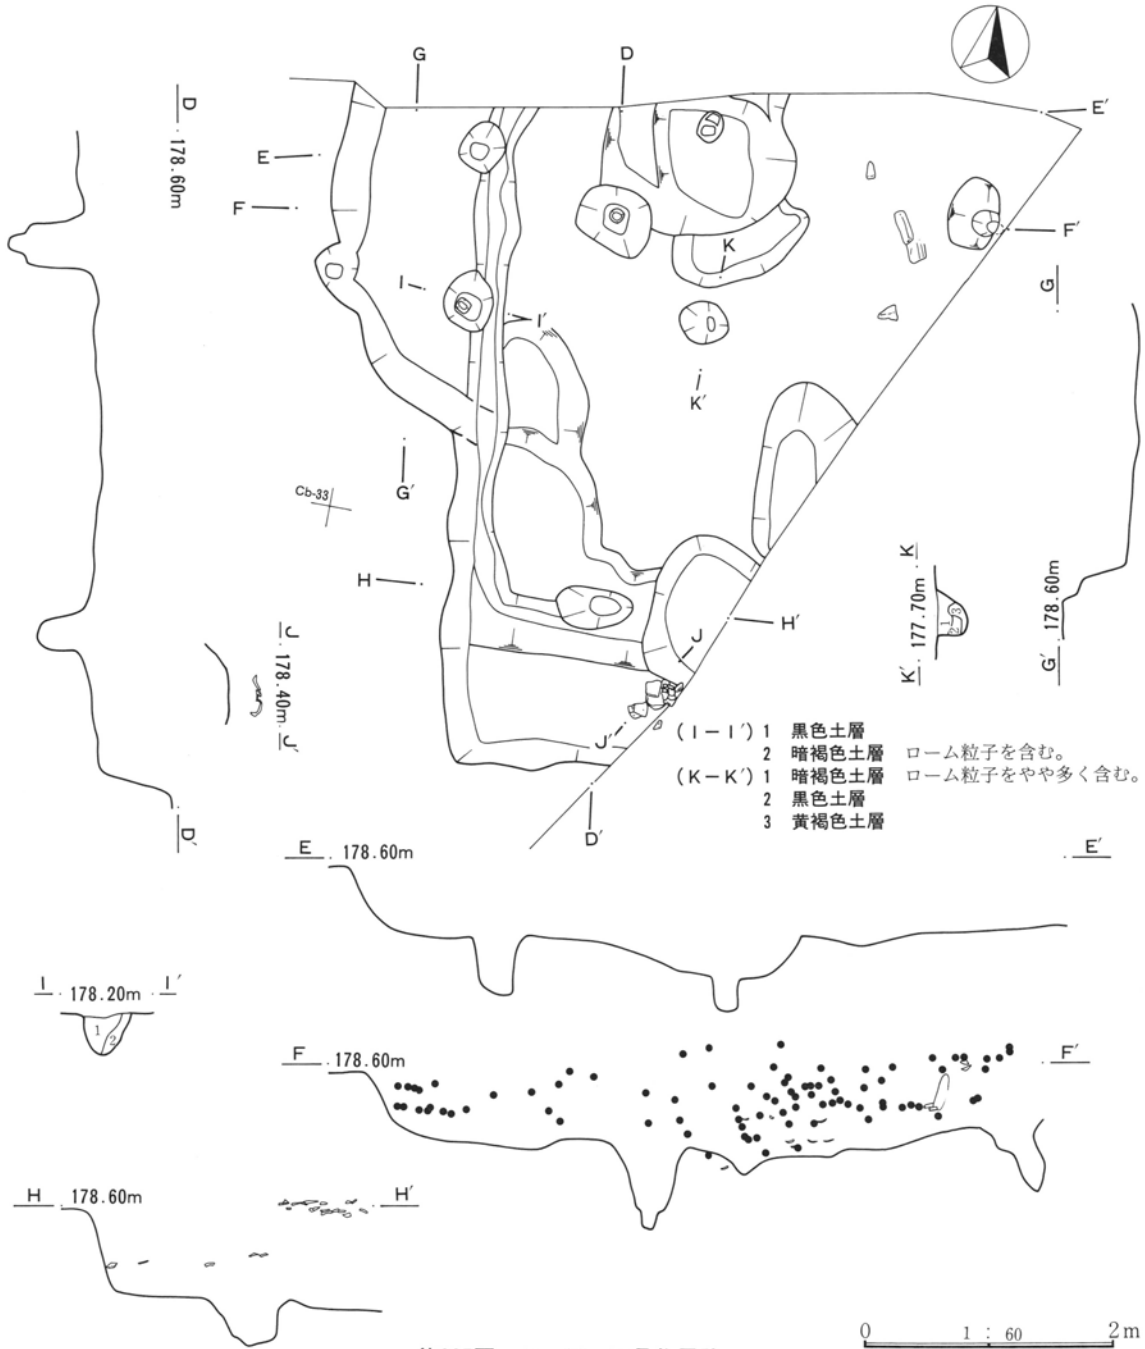 G
D
E'
D
178.60m
E
F
F'
K
I
I'
G
K'
G'
Cb-33
H
H'
J
J'
K
177.70m
K'
1
2
3
178.60m
G'
J
178.40m
J'
D'
D'
(I-I') 1 黒色土層
2 暗褐色土層 ローム粒子を含む。
(K-K') 1 暗褐色土層 ローム粒子をやや多く含む。
2 黒色土層
3 黄褐色土層
E 178.60m E'
I 178.20m I'
1
2
F 178.60m F'
H 178.60m H'
0 1 : 60 2m